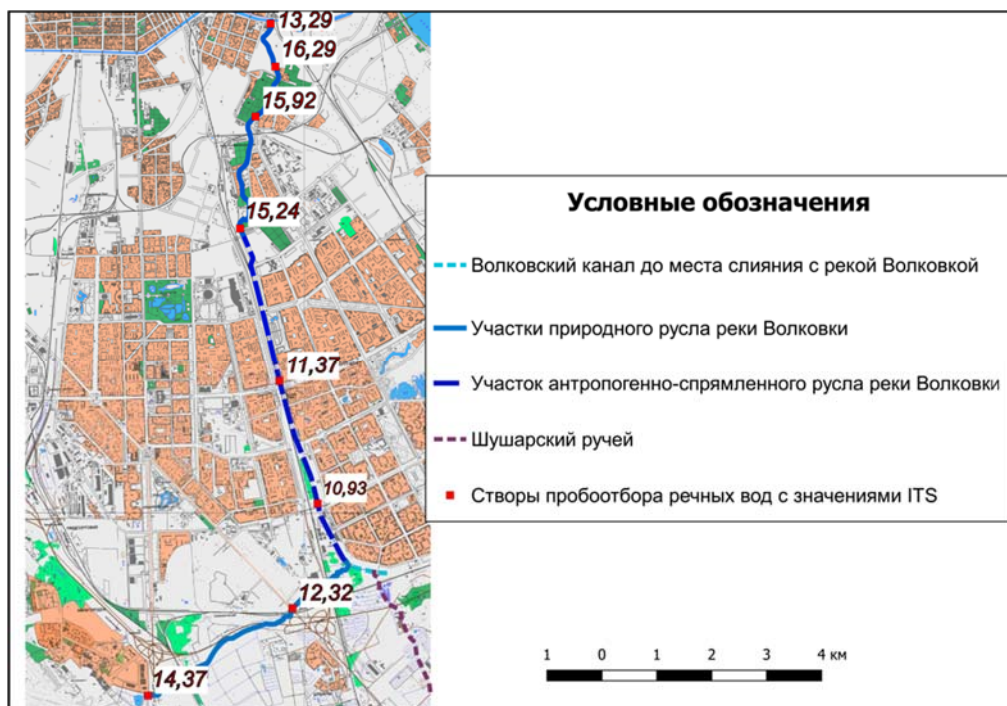 13,29
16,29
15,92
15,24
11,37
10,93
12,32
14,37
Условные обозначения
Волковский канал до места слияния с рекой Волковкой
Участки природного русла реки Волковки
Участок антропогенно-спрямленного русла реки Волковки
Шушарский ручей
Створы пробоотбора речных вод с значениями ITS
1 0 1 2 3 4 км